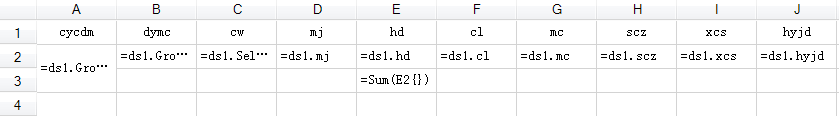 A B C D E F G H I J
1 cycdm dymc cw mj hd cl mc scz xcs hyjd
2 =ds1.Gro… =ds1.Gro… =ds1.Sel… =ds1.mj =ds1.hd =ds1.cl =ds1.mc =ds1.scz =ds1.xcs =ds1.hyjd
3 =Sum(E2{})
4